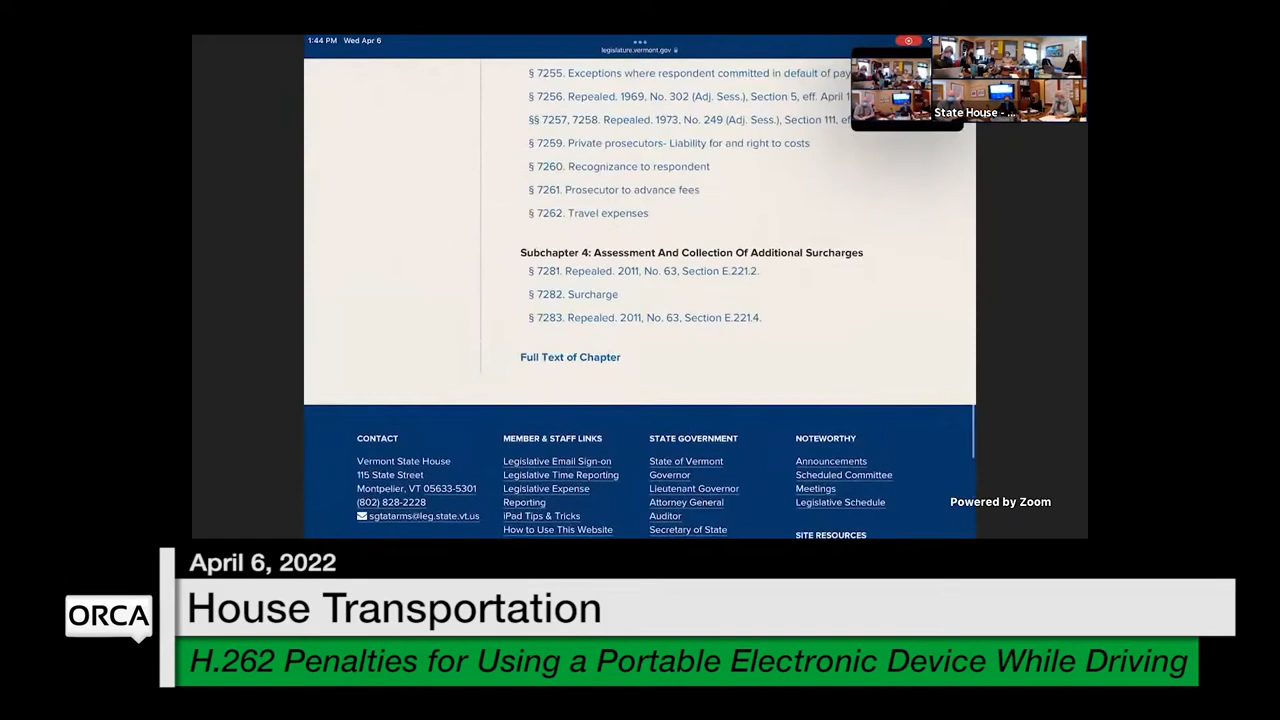 1:44 PM Wed Apr 6
legislature.vermont.gov
§ 7255. Exceptions where respondent committed in default of pay
§ 7256. Repealed. 1969, No. 302 (Adj. Sess.), Section 5, eff. April 1
§§ 7257, 7258. Repealed. 1973, No. 249 (Adj. Sess.), Section 111, ef
§ 7259. Private prosecutors- Liability for and right to costs
§ 7260. Recognizance to respondent
§ 7261. Prosecutor to advance fees
§ 7262. Travel expenses
State House - ...
Subchapter 4: Assessment And Collection Of Additional Surcharges
§ 7281. Repealed. 2011, No. 63, Section E.221.2.
§ 7282. Surcharge
§ 7283. Repealed. 2011, No. 63, Section E.221.4.
Full Text of Chapter
CONTACT
Vermont State House
115 State Street
Montpelier, VT 05633-5301
(802) 828-2228
sgtatarms@leg.state.vt.us
MEMBER & STAFF LINKS
Legislative Email Sign-on
Legislative Time Reporting
Legislative Expense
Reporting
iPad Tips & Tricks
How to Use This Website
STATE GOVERNMENT
State of Vermont
Governor
Lieutenant Governor
Attorney General
Auditor
Secretary of State
NOTEWORTHY
Announcements
Scheduled Committee
Meetings
Legislative Schedule
SITE RESOURCES
Powered by Zoom
April 6, 2022
ORCA
House Transportation
H.262 Penalties for Using a Portable Electronic Device While Driving